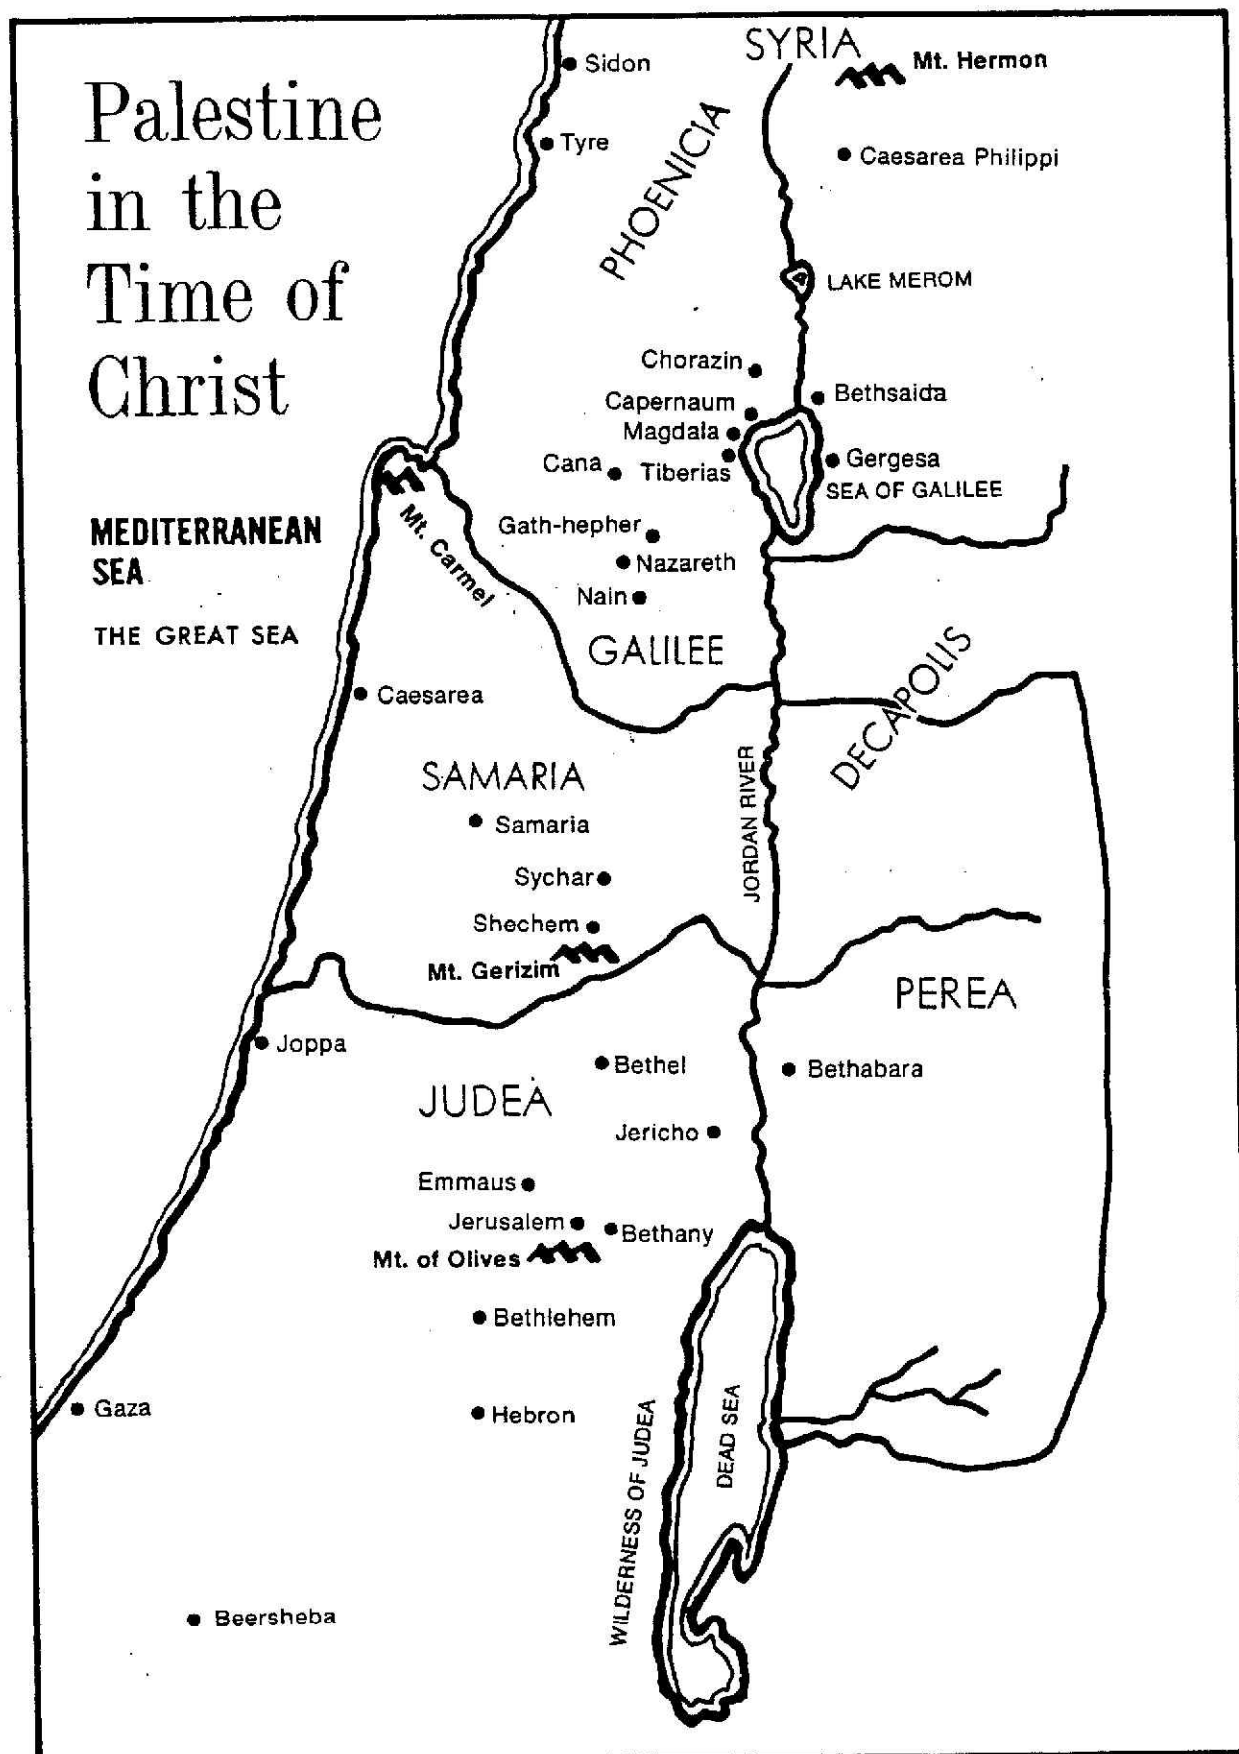 Palestine
in the
Time of
Christ
MEDITERRANEAN
SEA
THE GREAT SEA
SYRIA
Mt. Hermon
Sidon
Tyre
PHOENICIA
Caesarea Philippi
LAKE MEROM
Chorazin
Bethsaida
Capernaum
Magdala
Cana
Tiberias
Gergesa
SEA OF GALILEE
Mt. Carmel
Gath-hepher
Nazareth
Nain
GALILEE
DECAPOLIS
Caesarea
SAMARIA
JORDAN RIVER
Samaria
Sychar
Shechem
Mt. Gerizim
PEREA
Joppa
Bethel
Bethabara
JUDEA
Jericho
Emmaus
Jerusalem
Bethany
Mt. of Olives
Bethlehem
Gaza
Hebron
WILDERNESS OF JUDEA
DEAD SEA
Beersheba